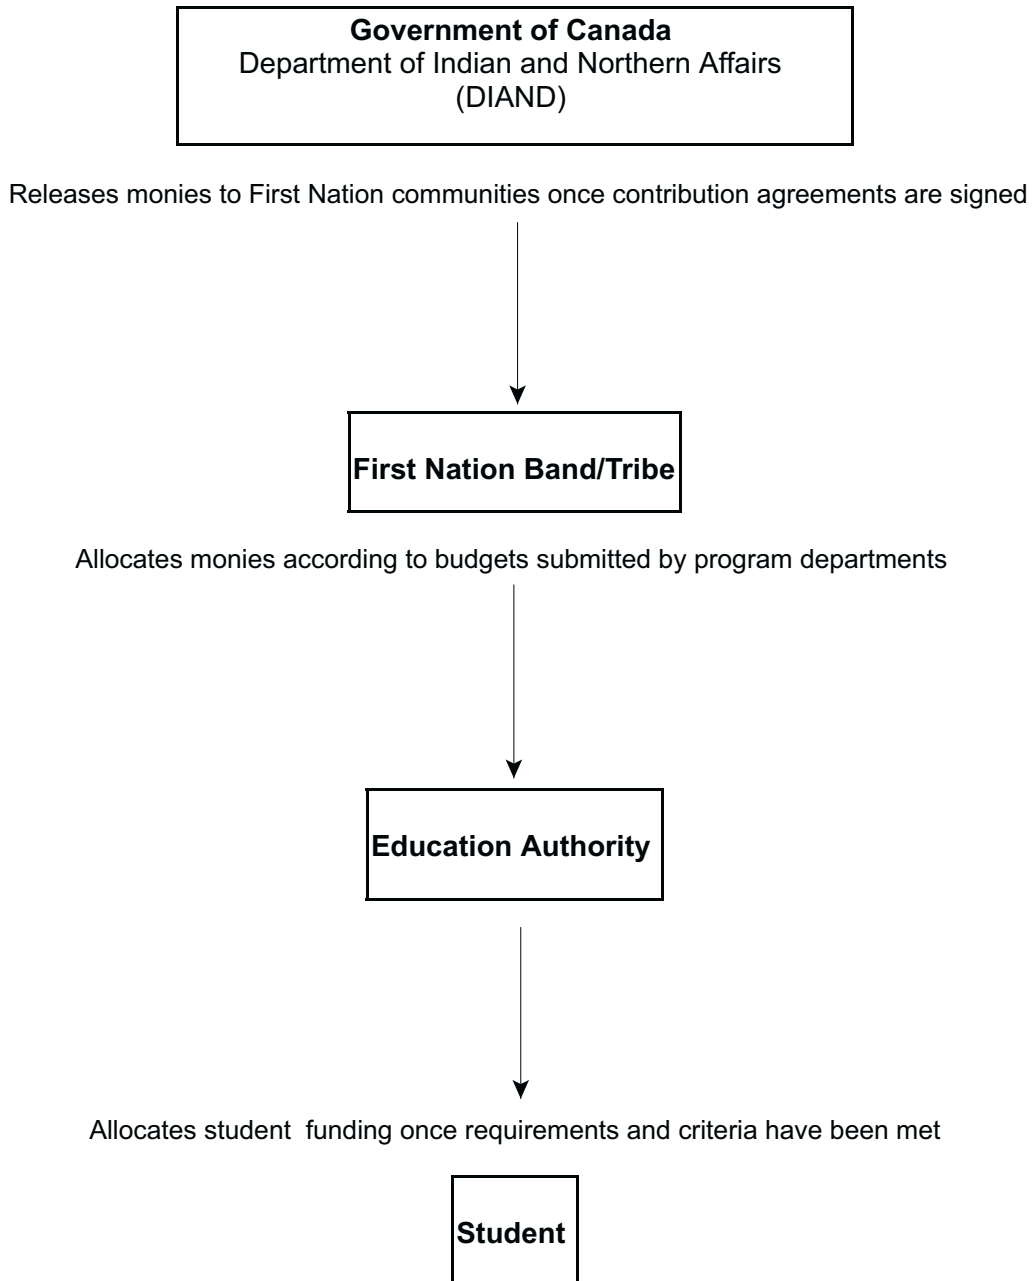 Government of Canada
Department of Indian and Northern Affairs
(DIAND)
Releases monies to First Nation communities once contribution agreements are signed
First Nation Band/Tribe
Allocates monies according to budgets submitted by program departments
Education Authority
Allocates student  funding once requirements and criteria have been met
Student